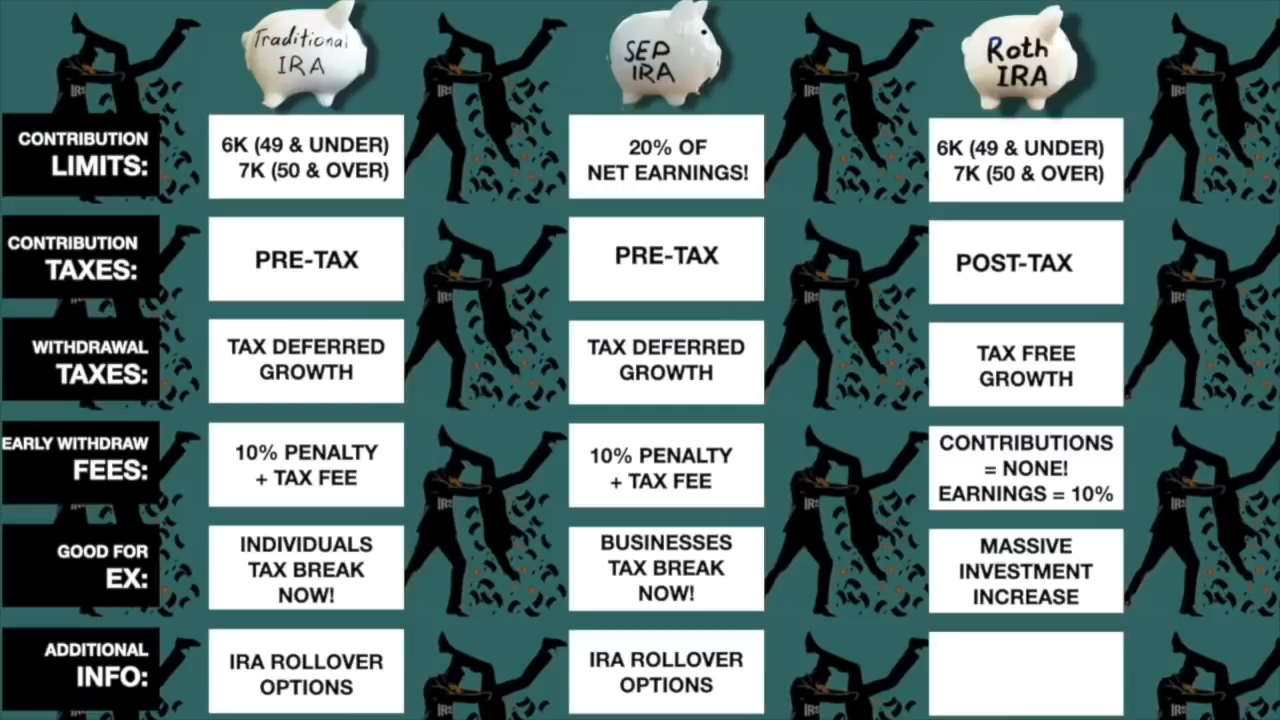 Traditional
IRA
SEP
IRA
Roth
IRA
CONTRIBUTION
LIMITS:
6K (49 & UNDER)
7K (50 & OVER)
20% OF
NET EARNINGS!
6K (49 & UNDER)
7K (50 & OVER)
CONTRIBUTION
TAXES:
PRE-TAX
PRE-TAX
POST-TAX
WITHDRAWAL
TAXES:
TAX DEFERRED
GROWTH
TAX DEFERRED
GROWTH
TAX FREE
GROWTH
EARLY WITHDRAW
FEES:
10% PENALTY
+ TAX FEE
10% PENALTY
+ TAX FEE
CONTRIBUTIONS
= NONE!
EARNINGS = 10%
GOOD FOR
EX:
INDIVIDUALS
TAX BREAK
NOW!
BUSINESSES
TAX BREAK
NOW!
MASSIVE
INVESTMENT
INCREASE
ADDITIONAL
INFO:
IRA ROLLOVER
OPTIONS
IRA ROLLOVER
OPTIONS